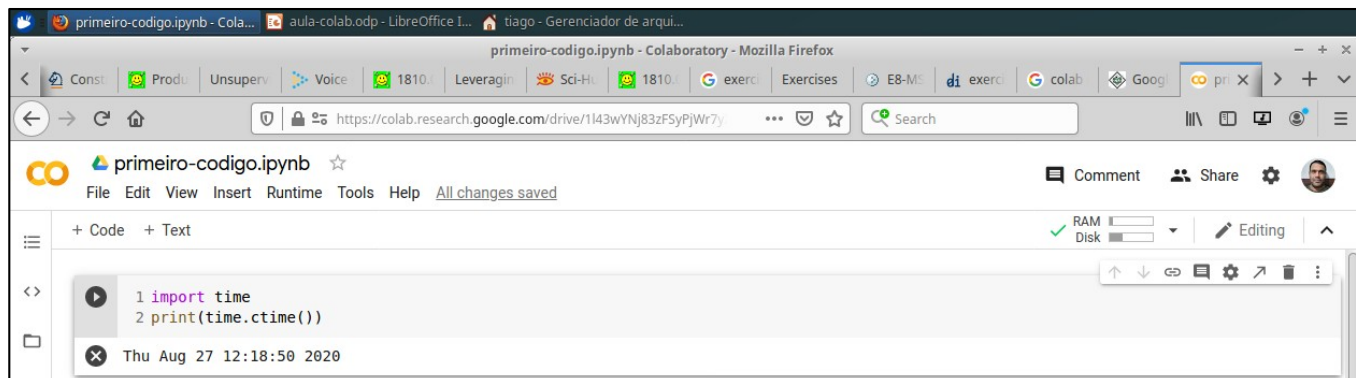 primeiro-codigo.ipynb - Cola... aula-colab.odp - LibreOffice I... tiago - Gerenciador de arqui...
primeiro-codigo.ipynb - Colaboratory - Mozilla Firefox
Const Produ Unsuperv Voice 1810. Leveragin Sci-Hu 1810. G exerci Exercises E8-MS di exerci G colab Goog CO pri
https://colab.research.google.com/drive/1l43wYNj83zFSyPjWr7y Search
CO primeiro-codigo.ipynb Comment Share
File Edit View Insert Runtime Tools Help All changes saved
+ Code + Text RAM Disk Editing
1 import time
2 print(time.ctime())
Thu Aug 27 12:18:50 2020